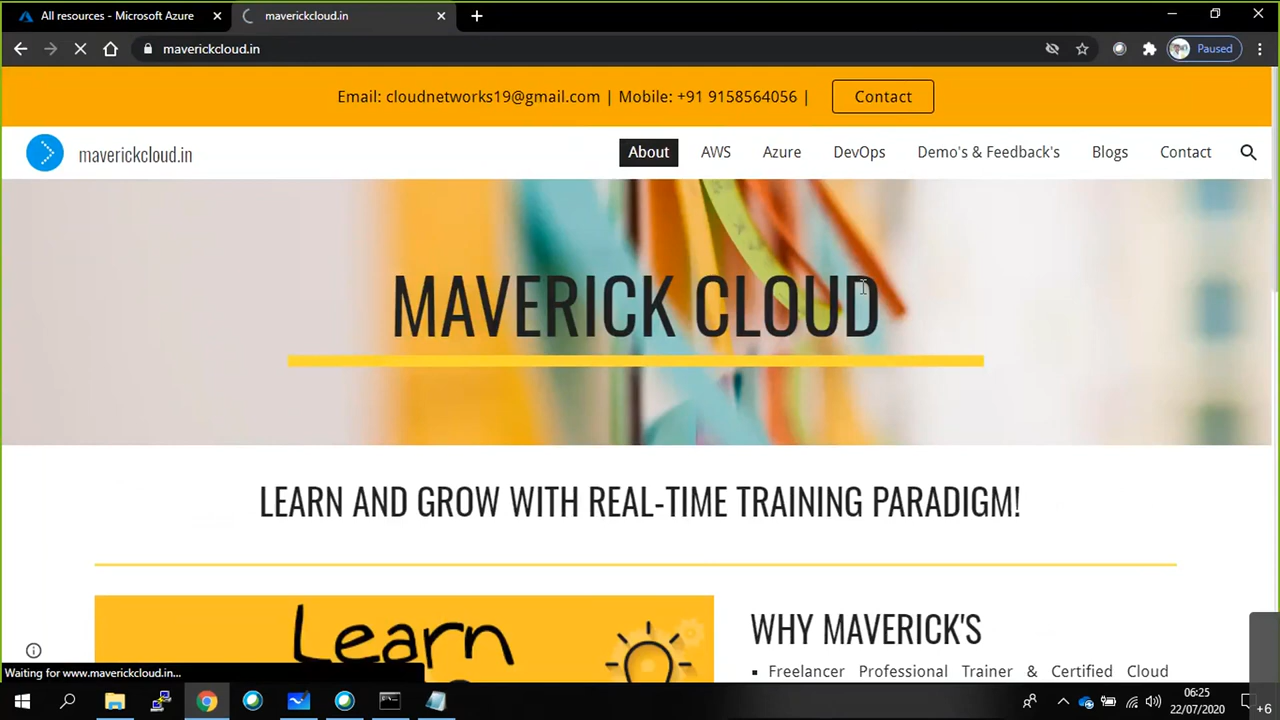 All resources - Microsoft Azure
maverickcloud.in
maverickcloud.in
Paused
Email: cloudnetworks19@gmail.com | Mobile: +91 9158564056 |
Contact
maverickcloud.in
About
AWS
Azure
DevOps
Demo's & Feedback's
Blogs
Contact
MAVERICK CLOUD
LEARN AND GROW WITH REAL-TIME TRAINING PARADIGM!
Learn
WHY MAVERICK'S
Freelancer Professional Trainer & Certified Cloud
Waiting for www.maverickcloud.in...
06:25
22/07/2020
+6